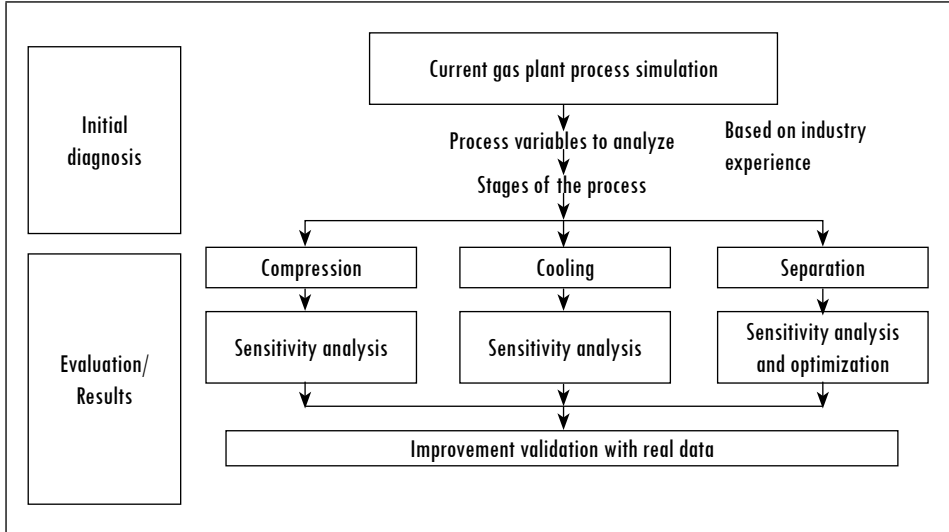 Current gas plant process simulation
Initial
diagnosis
Process variables to analyze
Based on industry
experience
Stages of the process
Compression
Cooling
Separation
Sensitivity analysis
Sensitivity analysis
Sensitivity analysis
and optimization
Evaluation/
Results
Improvement validation with real data